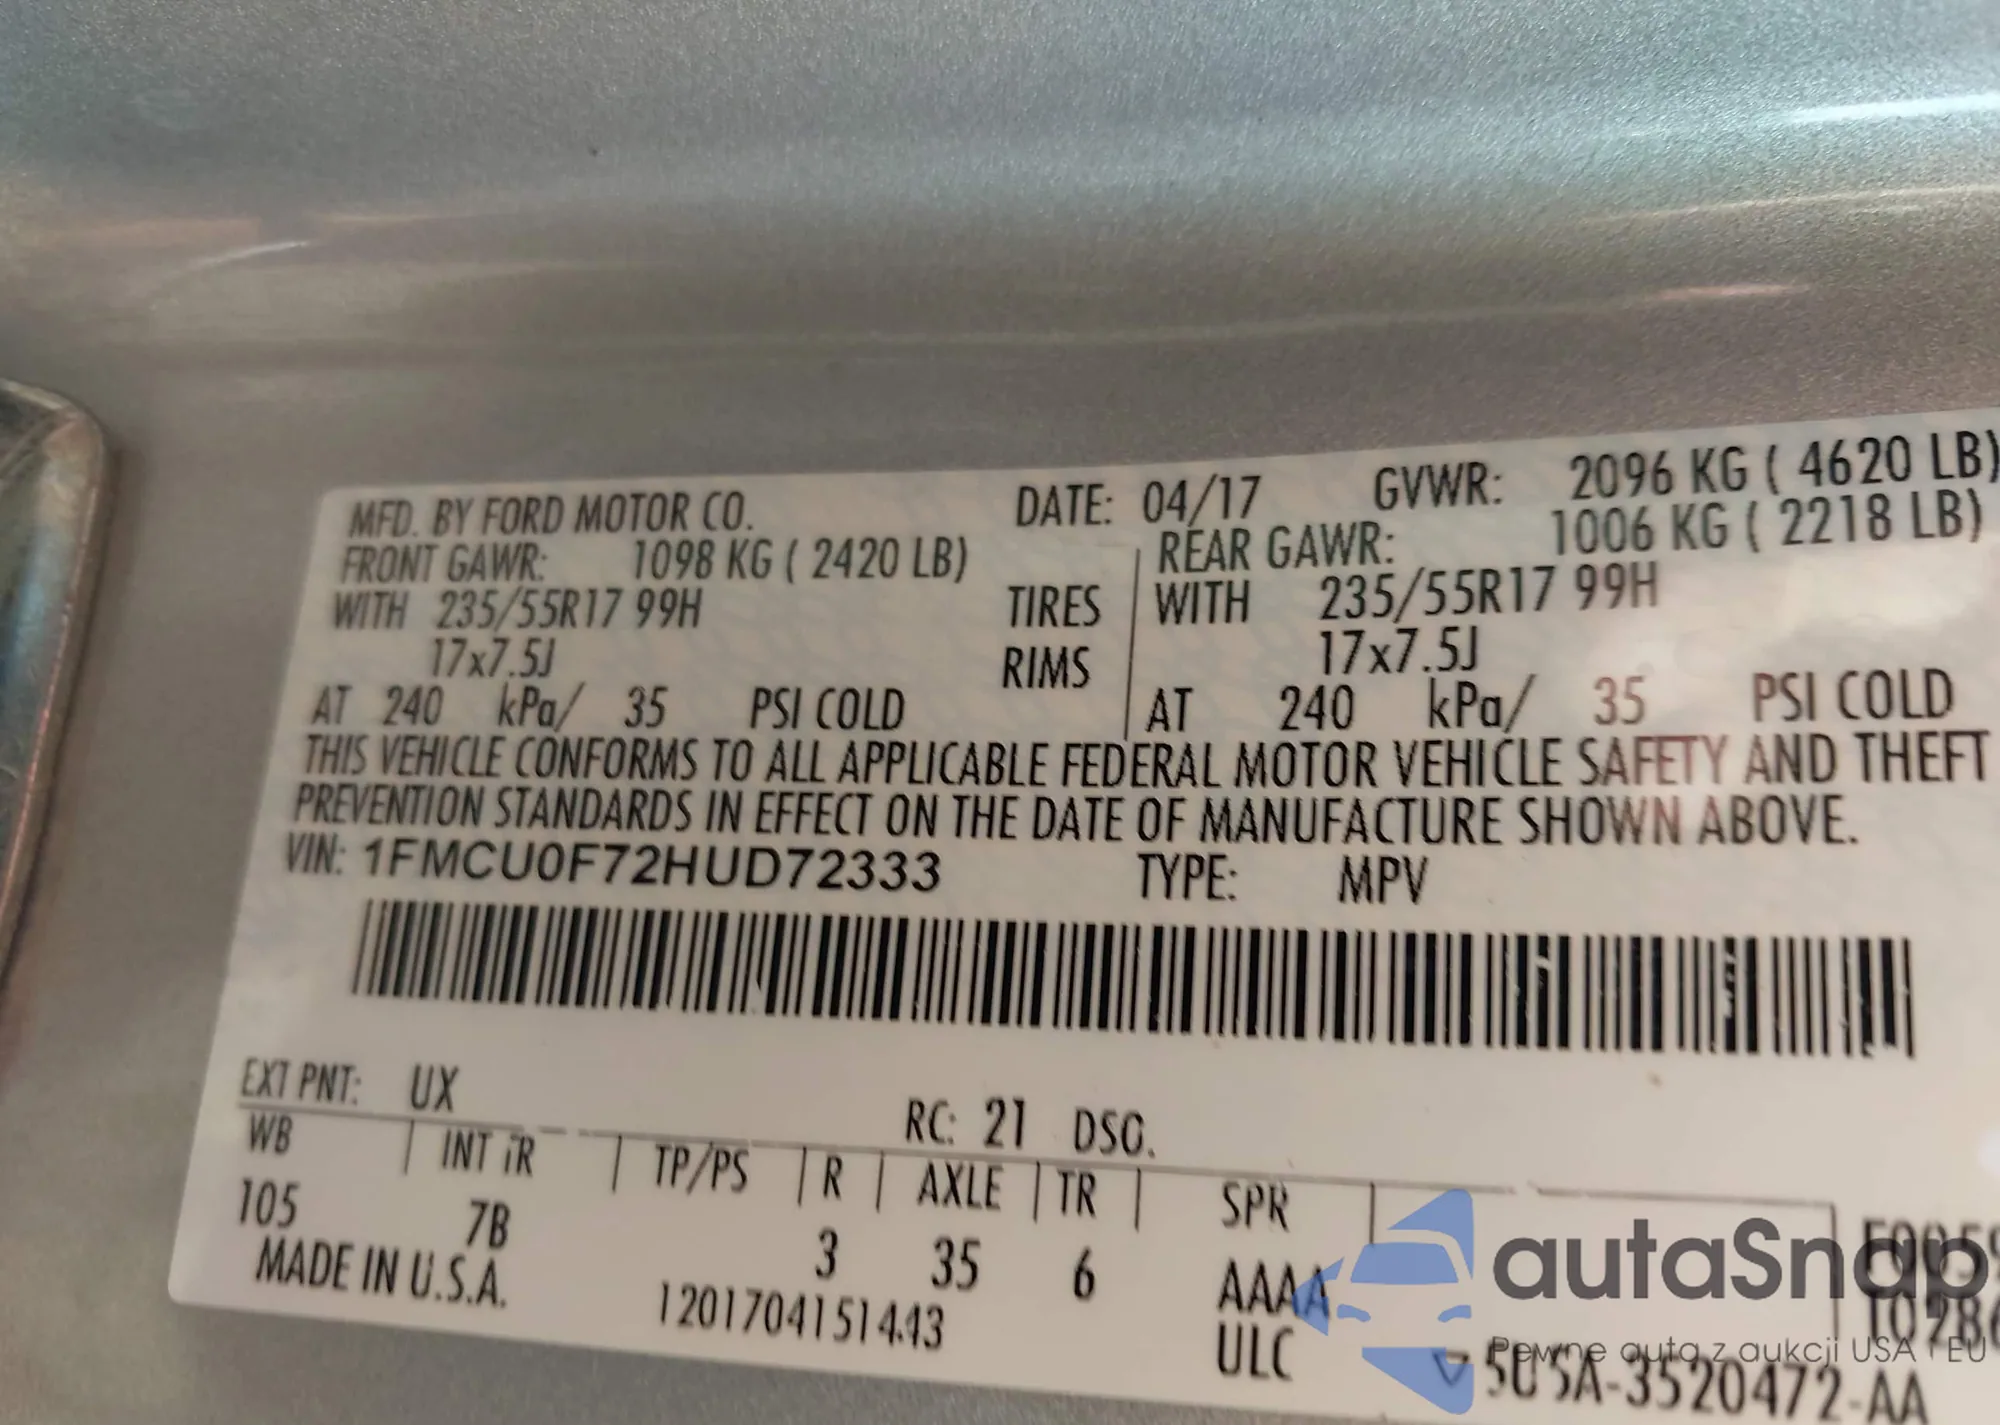 MFD. BY FORD MOTOR CO. DATE: 04/17 GVWR: 2096 KG ( 4620 LB)
FRONT GAWR: 1098 KG ( 2420 LB) REAR GAWR: 1006 KG ( 2218 LB)
WITH 235/55R17 99H TIRES WITH 235/55R17 99H
17x7.5J RIMS 17x7.5J
AT 240 kPa/ 35 PSI COLD AT 240 kPa/ 35 PSI COLD
THIS VEHICLE CONFORMS TO ALL APPLICABLE FEDERAL MOTOR VEHICLE SAFETY AND THEFT
PREVENTION STANDARDS IN EFFECT ON THE DATE OF MANUFACTURE SHOWN ABOVE.
VIN: 1FMCU0F72HUD72333 TYPE: MPV
EXT PNT: UX RC: 21 DSO.
WB INT TR TP/PS R AXLE TR SPR
105 7B 3 35 6 AAAA
MADE IN U.S.A. 1201704151443 ULC
autaSnap
Pewne auta z aukcji USA i EU